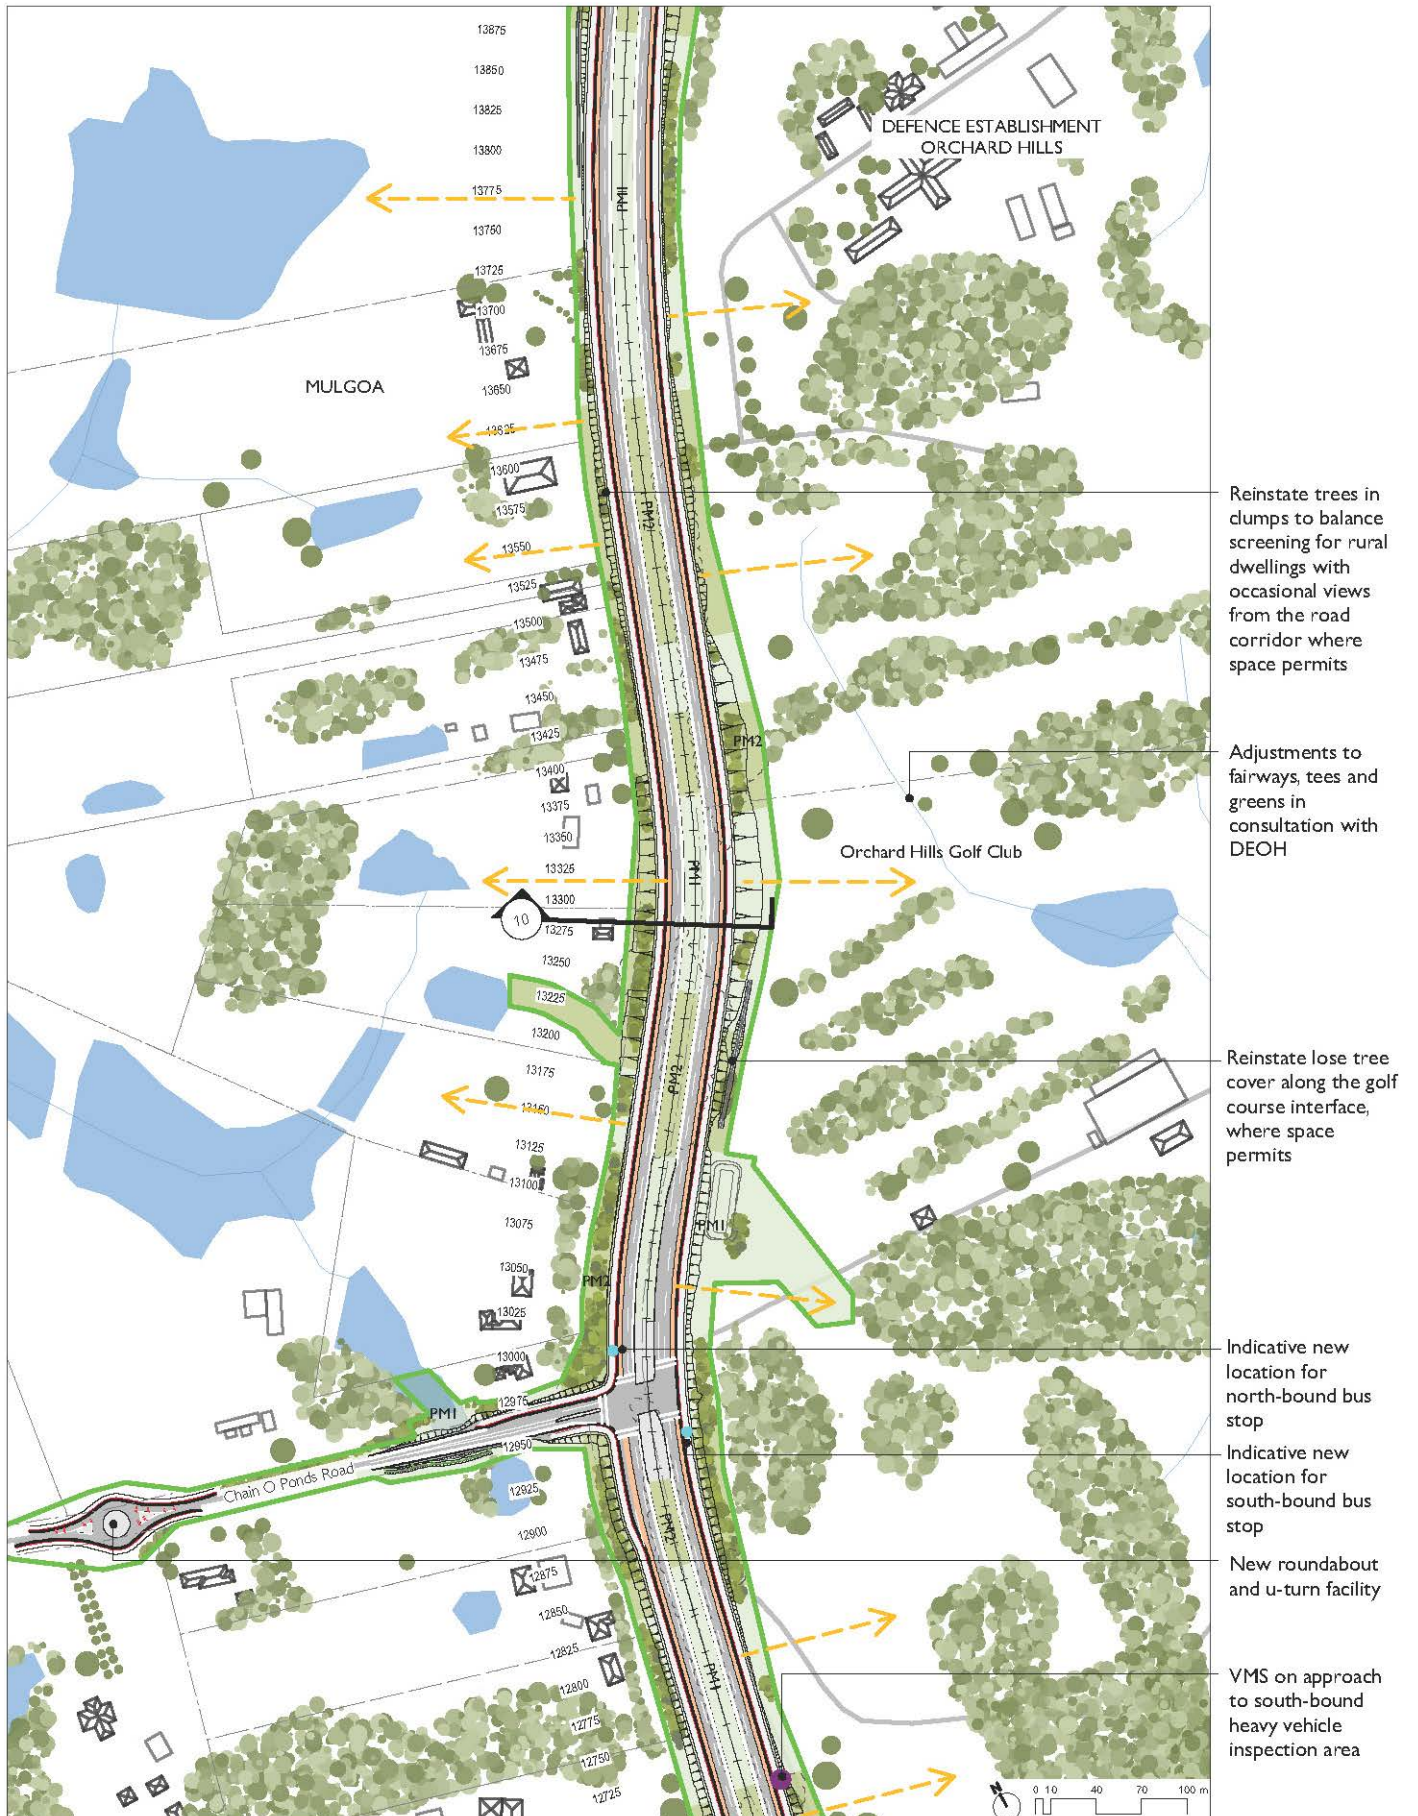 13875
13850
13825
13800
13775
13750
13725
13700
13675
13650
13625
13600
13575
13550
13525
13500
13475
13450
13425
13400
13375
13350
13325
13300
13275
13250
13225
13200
13175
13150
13125
13100
13075
13050
13025
13000
12975
12950
12925
12900
12875
12850
12825
12800
12775
12750
12725
DEFENCE ESTABLISHMENT
ORCHARD HILLS
MULGOA
Orchard Hills Golf Club
Chain O Ponds Road
10
PM1
PM2
PM2
PM1
PM2
PM1
PM2
PM1
PM2
PM1
Reinstate trees in
clumps to balance
screening for rural
dwellings with
occasional views
from the road
corridor where
space permits
Adjustments to
fairways, tees and
greens in
consultation with
DEOH
Reinstate lose tree
cover along the golf
course interface,
where space
permits
Indicative new
location for
north-bound bus
stop
Indicative new
location for
south-bound bus
stop
New roundabout
and u-turn facility
VMS on approach
to south-bound
heavy vehicle
inspection area
N
0 10 40 70 100 m